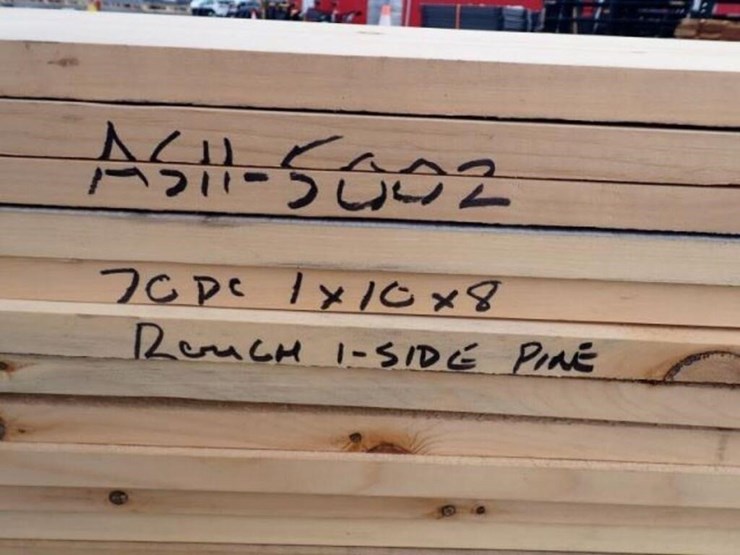 ASH-5002
70PC 1x10x8
ROUGH 1-SIDE PINE